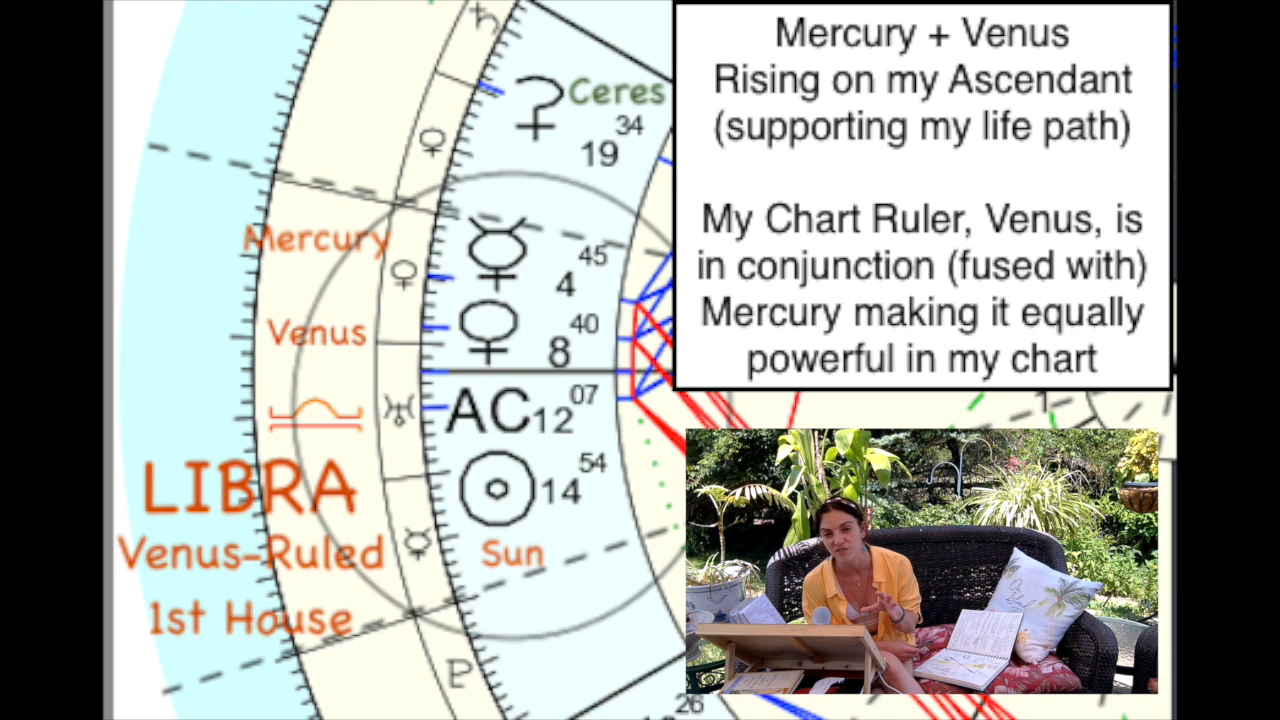 Mercury + Venus
Rising on my Ascendant
(supporting my life path)
My Chart Ruler, Venus, is
in conjunction (fused with)
Mercury making it equally
powerful in my chart
Ceres
34
19
Mercury
45
4
Venus
40
8
AC 12 07
54
14
LIBRA
Venus-Ruled
Sun
1st House
26